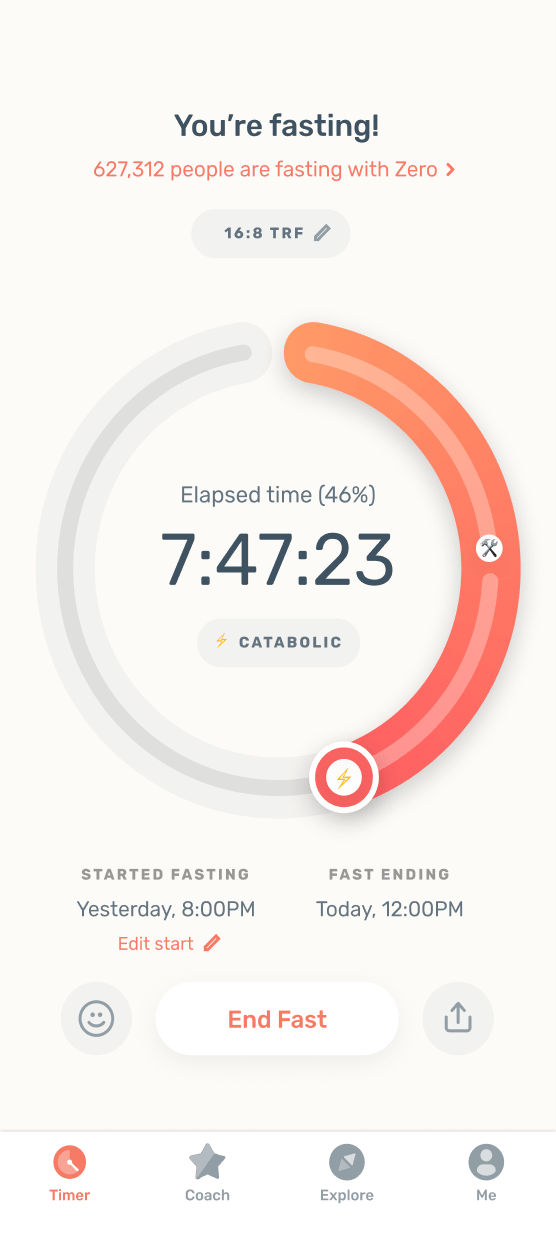 You're fasting!
627,312 people are fasting with Zero
16:8 TRF
Elapsed time (46%)
7:47:23
CATABOLIC
STARTED FASTING
FAST ENDING
Yesterday, 8:00PM
Today, 12:00PM
Edit start
End Fast
Timer
Coach
Explore
Me